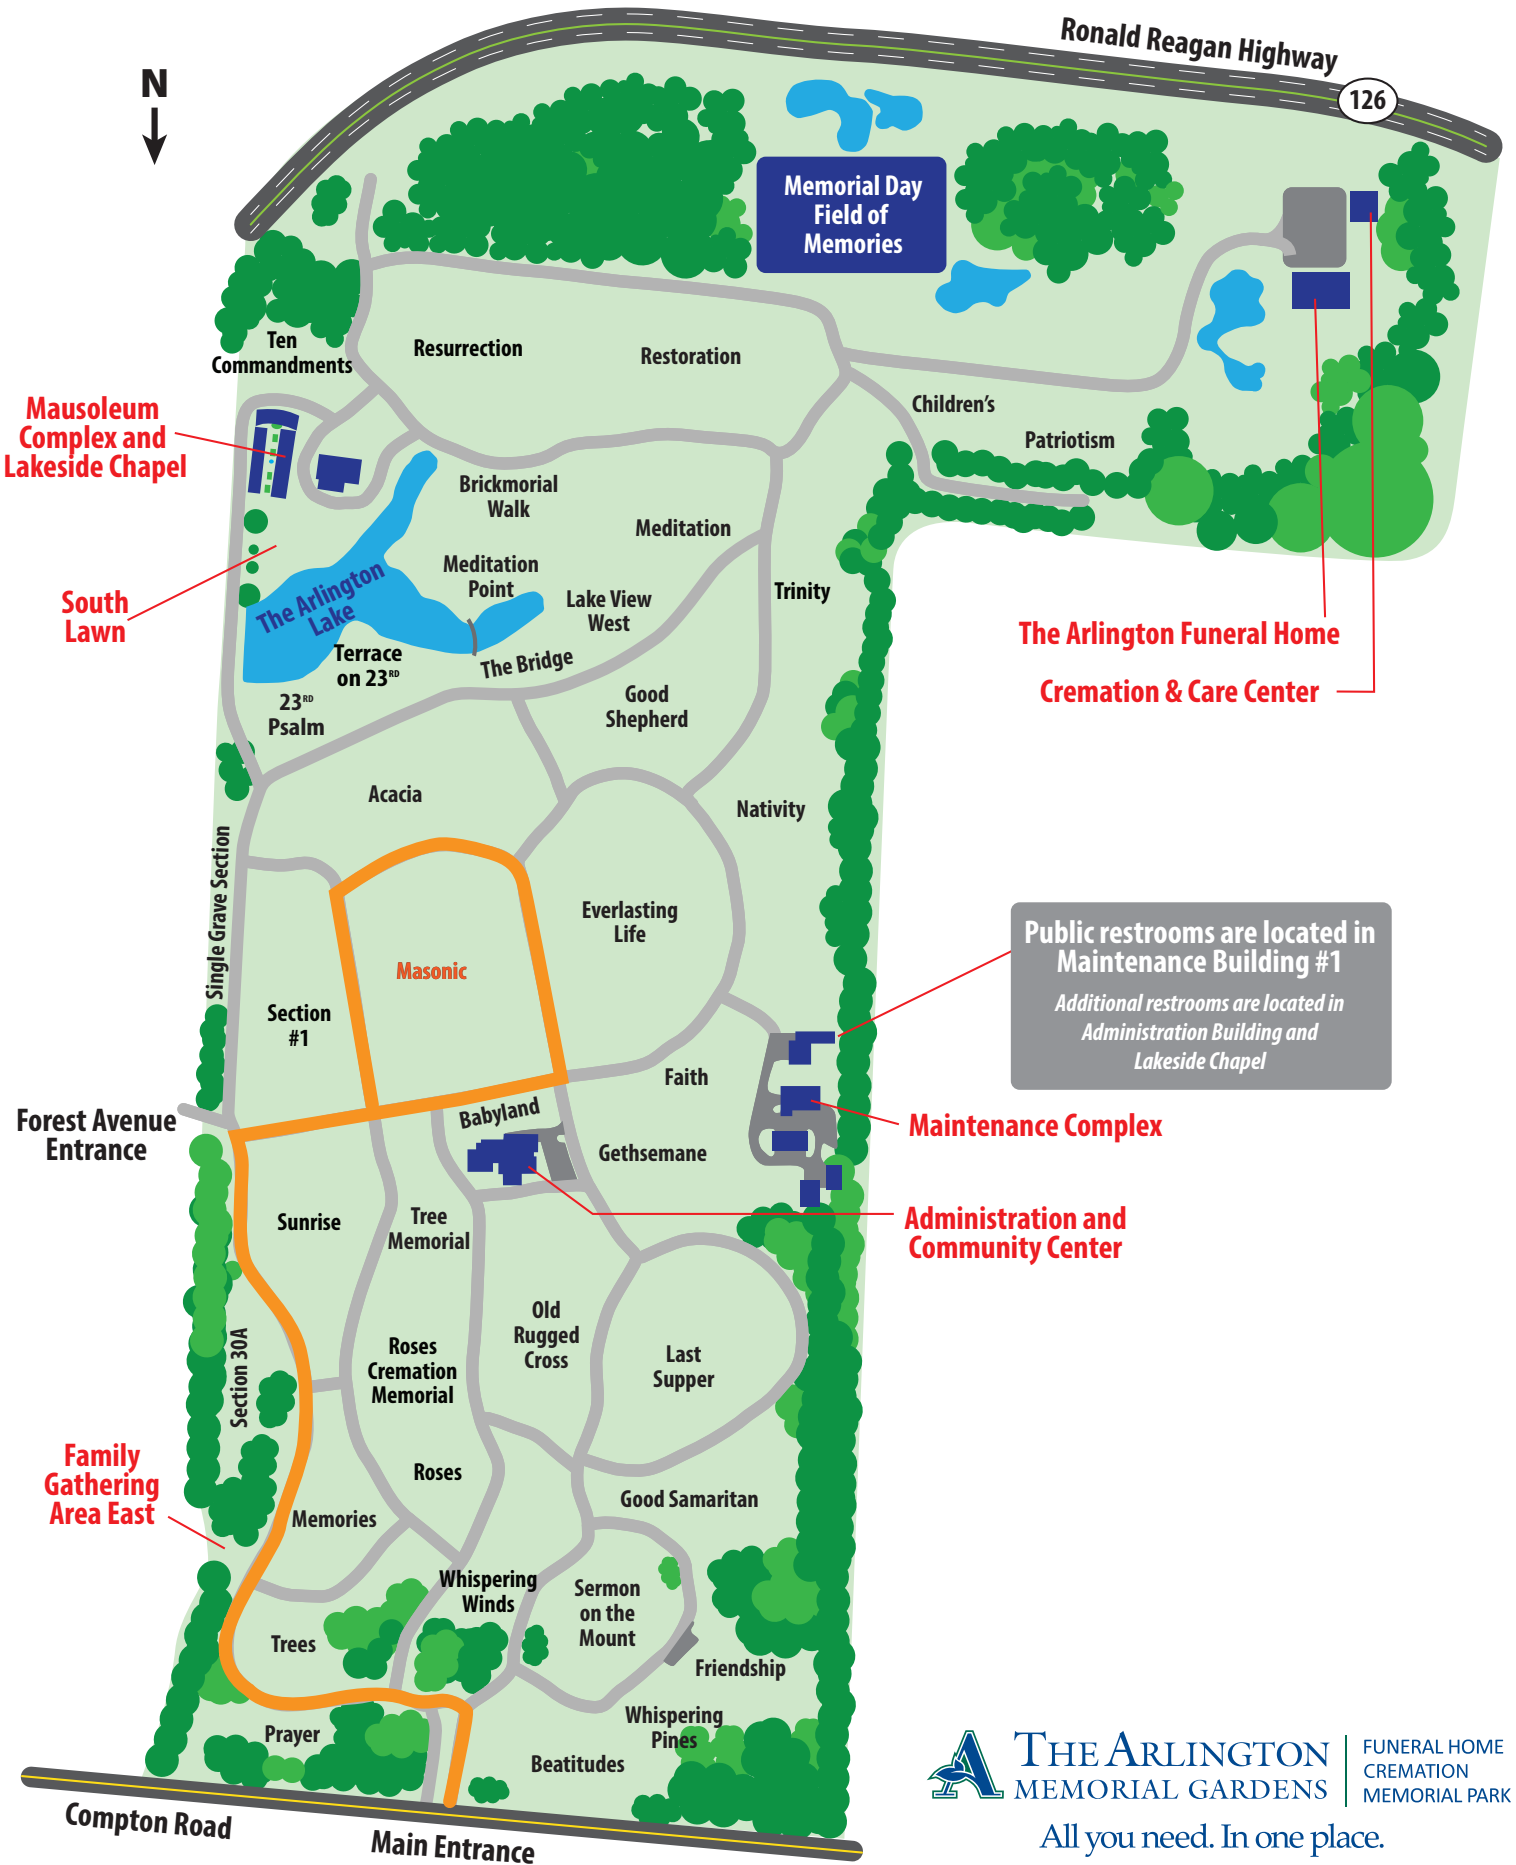 Ronald Reagan Highway
126
N
Memorial Day
Field of
Memories
Ten
Commandments
Resurrection
Restoration
Children's
Patriotism
Mausoleum
Complex and
Lakeside Chapel
Brickmorial
Walk
Meditation
Meditation
Point
Lake View
West
Trinity
The Arlington
Lake
South
Lawn
Terrace
on 23RD
The Bridge
23RD
Psalm
Good
Shepherd
The Arlington Funeral Home
Cremation & Care Center
Acacia
Nativity
Single Grave Section
Everlasting
Life
Masonic
Section
#1
Public restrooms are located in
Maintenance Building #1
Additional restrooms are located in
Administration Building and
Lakeside Chapel
Faith
Babyland
Forest Avenue
Entrance
Maintenance Complex
Gethsemane
Sunrise
Tree
Memorial
Administration and
Community Center
Old
Rugged
Cross
Section 30A
Roses
Cremation
Memorial
Last
Supper
Family
Gathering
Area East
Roses
Good Samaritan
Memories
Whispering
Winds
Sermon
on the
Mount
Trees
Friendship
Prayer
Whispering
Pines
Beatitudes
Compton Road
Main Entrance
THE ARLINGTON
MEMORIAL GARDENS
FUNERAL HOME
CREMATION
MEMORIAL PARK
All you need. In one place.